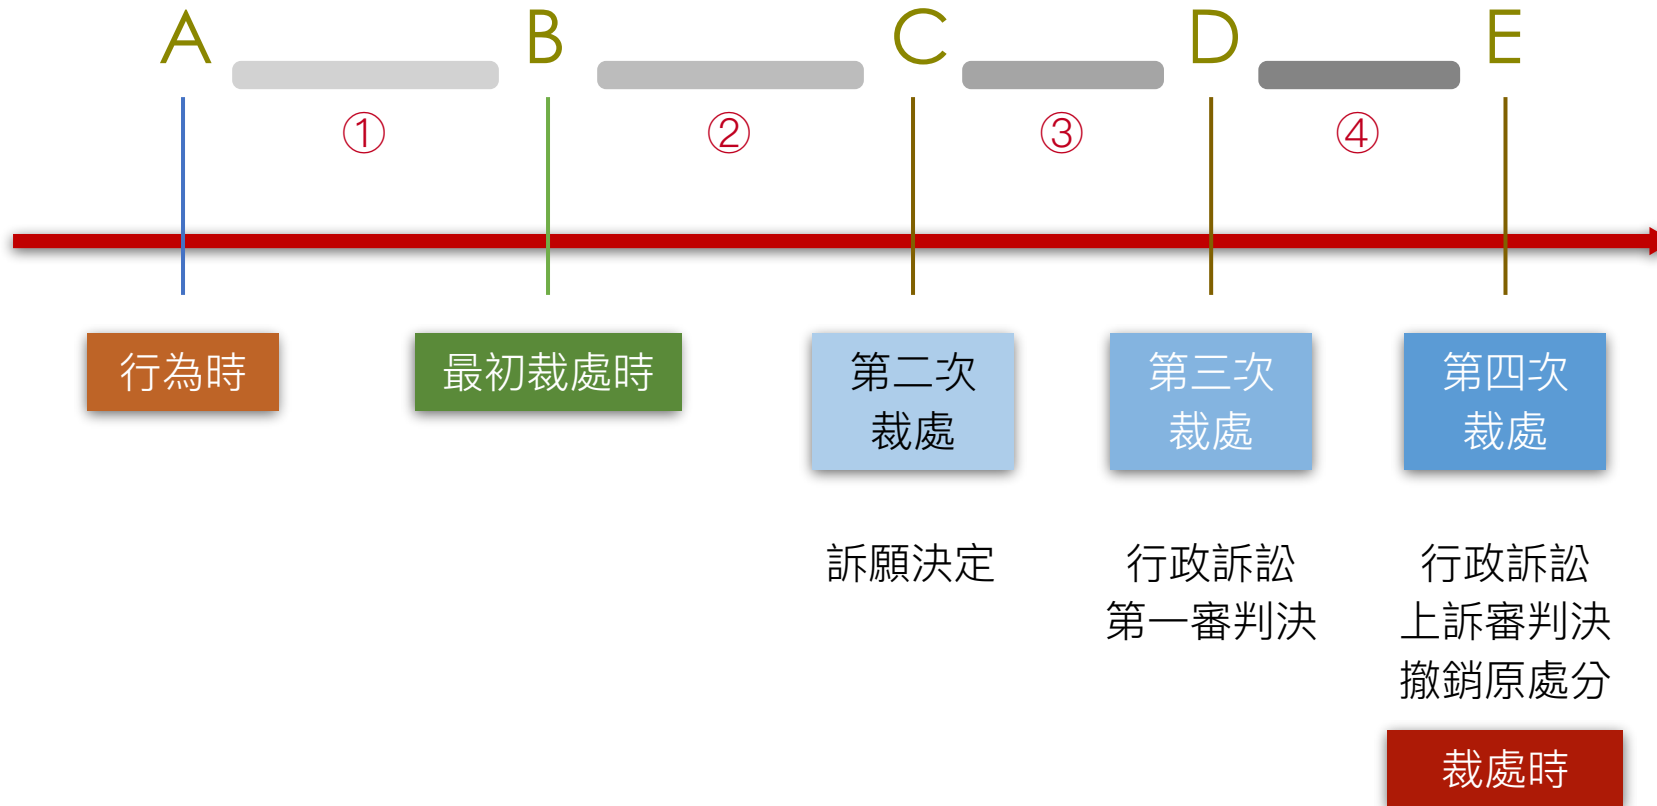 A
B
C
D
E
①
②
③
④
行為時
最初裁處時
第二次
裁處
第三次
裁處
第四次
裁處
訴願決定
行政訴訟
第一審判決
行政訴訟
上訴審判決
撤銷原處分
裁處時